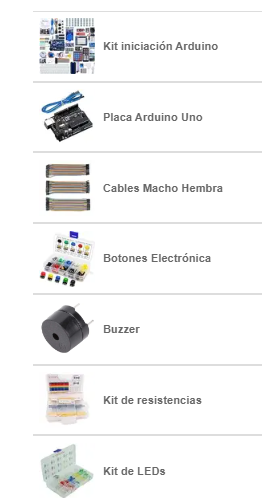 Kit iniciación Arduino
Placa Arduino Uno
Cables Macho Hembra
Botones Electrónica
Buzzer
Kit de resistencias
Kit de LEDs